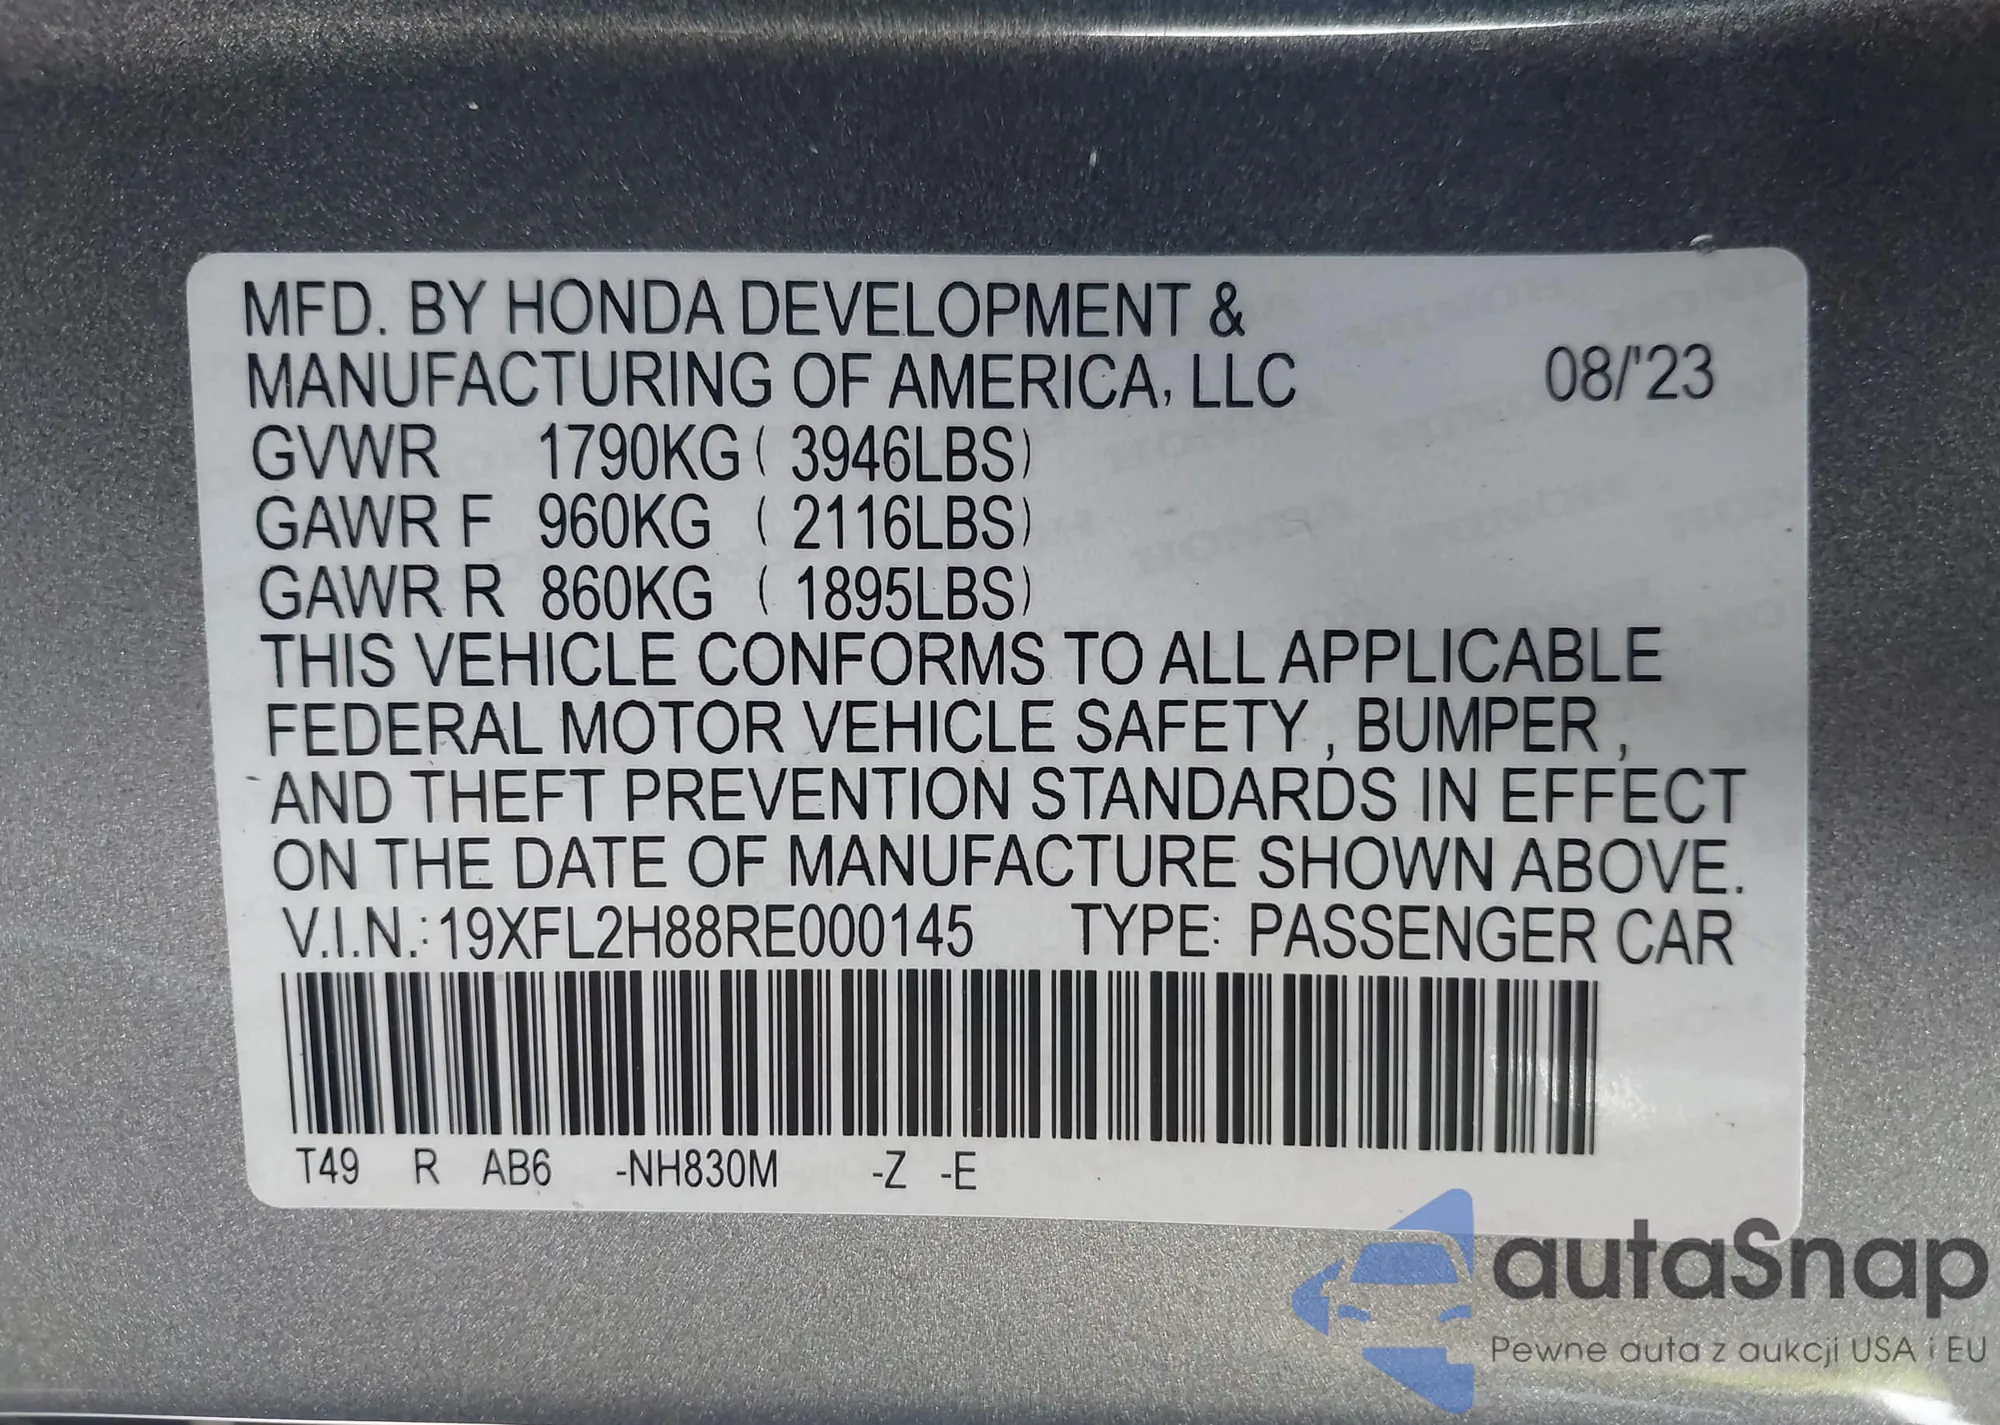 MFD. BY HONDA DEVELOPMENT &
MANUFACTURING OF AMERICA, LLC 08/'23
GVWR 1790KG ( 3946LBS)
GAWR F 960KG ( 2116LBS)
GAWR R 860KG ( 1895LBS)
THIS VEHICLE CONFORMS TO ALL APPLICABLE
FEDERAL MOTOR VEHICLE SAFETY , BUMPER ,
AND THEFT PREVENTION STANDARDS IN EFFECT
ON THE DATE OF MANUFACTURE SHOWN ABOVE.
V.I.N.: 19XFL2H88RE000145 TYPE: PASSENGER CAR
T49 R AB6 -NH830M -Z -E
autaSnap
Pewne auta z aukcji USA i EU